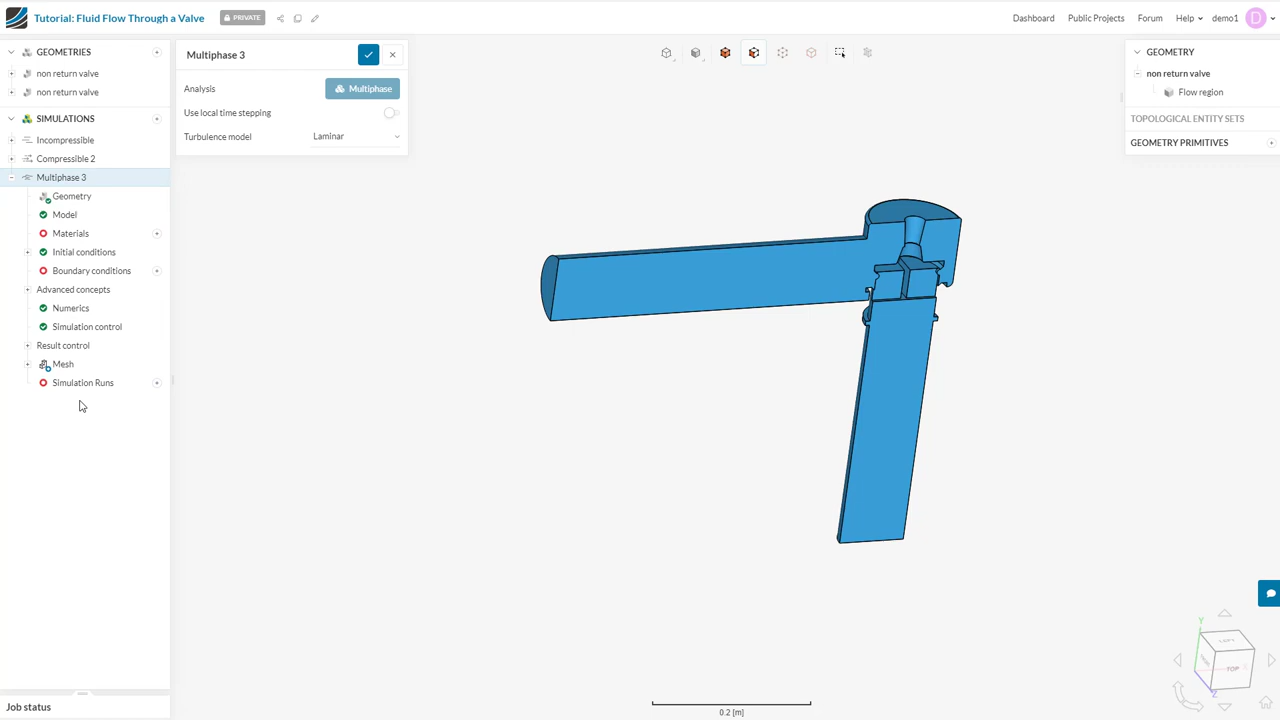 Tutorial: Fluid Flow Through a Valve
PRIVATE
Dashboard
Public Projects
Forum
Help
demo1
D
GEOMETRIES
non return valve
non return valve
SIMULATIONS
Incompressible
Compressible 2
Multiphase 3
Geometry
Model
Materials
Initial conditions
Boundary conditions
Advanced concepts
Numerics
Simulation control
Result control
Mesh
Simulation Runs
Job status
Multiphase 3
Analysis
Multiphase
Use local time stepping
Turbulence model
Laminar
GEOMETRY
non return valve
Flow region
TOPOLOGICAL ENTITY SETS
GEOMETRY PRIMITIVES
0.2 [m]
Y
LEFT
TOP
Z